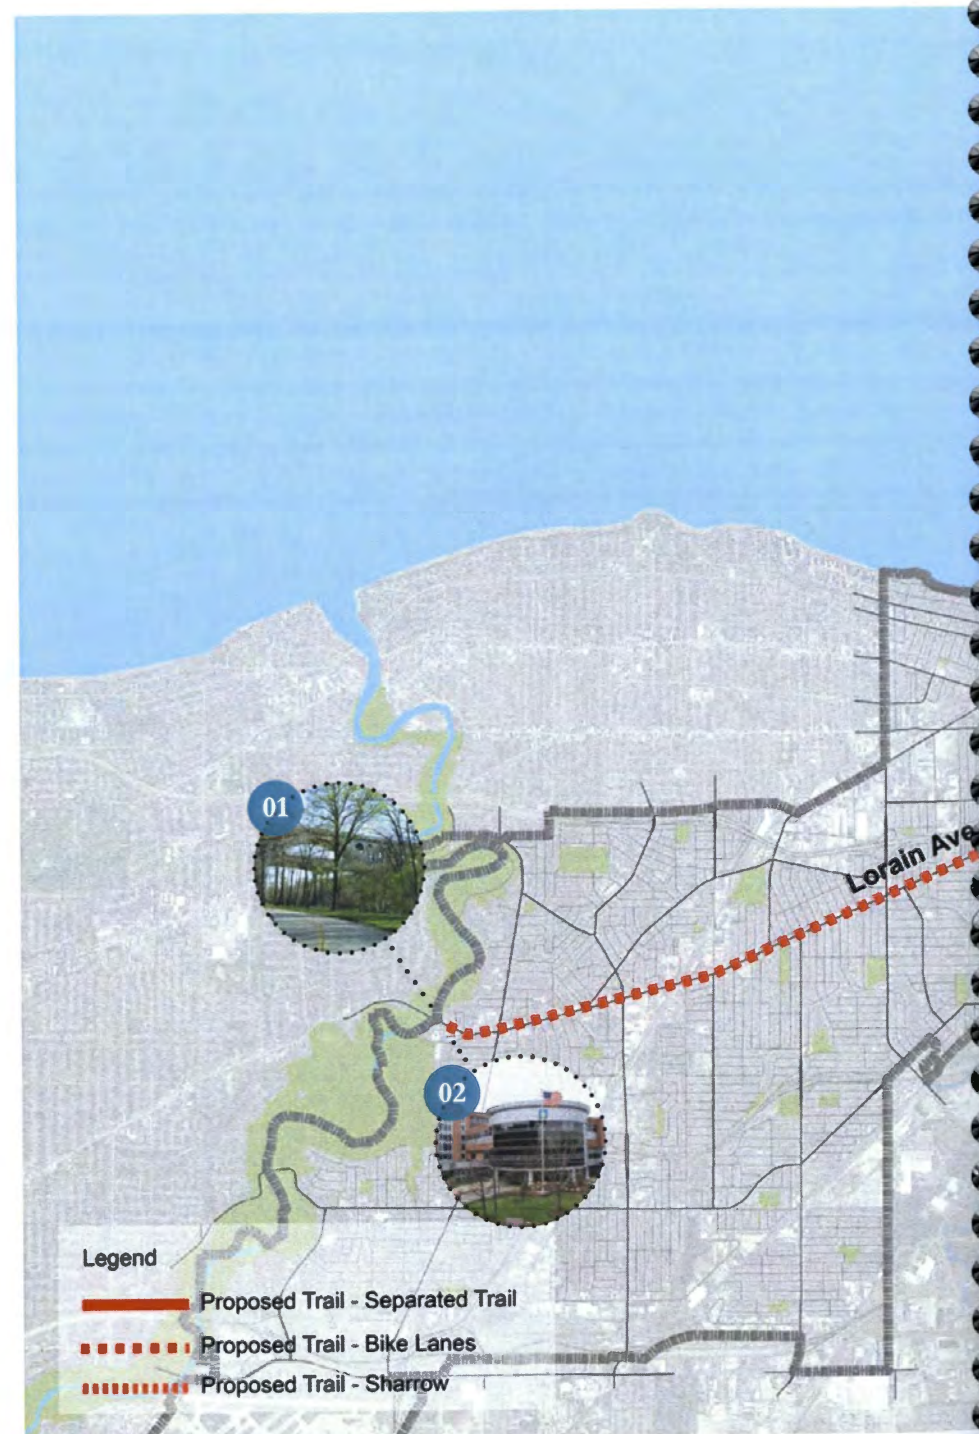 01
Lorain Ave
02
Legend
Proposed Trail - Separated Trail
Proposed Trail - Bike Lanes
Proposed Trail - Sharrow